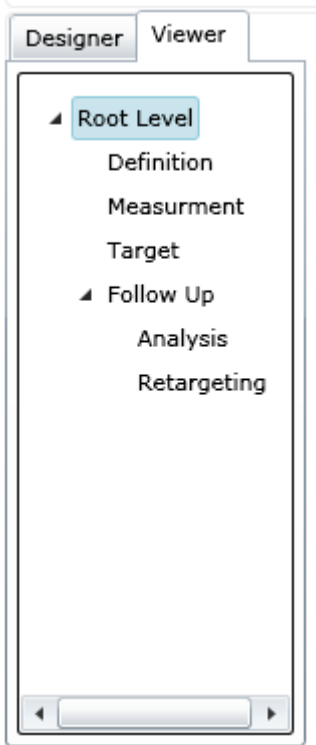 Designer Viewer
Root Level
Definition
Measurment
Target
Follow Up
Analysis
Retargeting